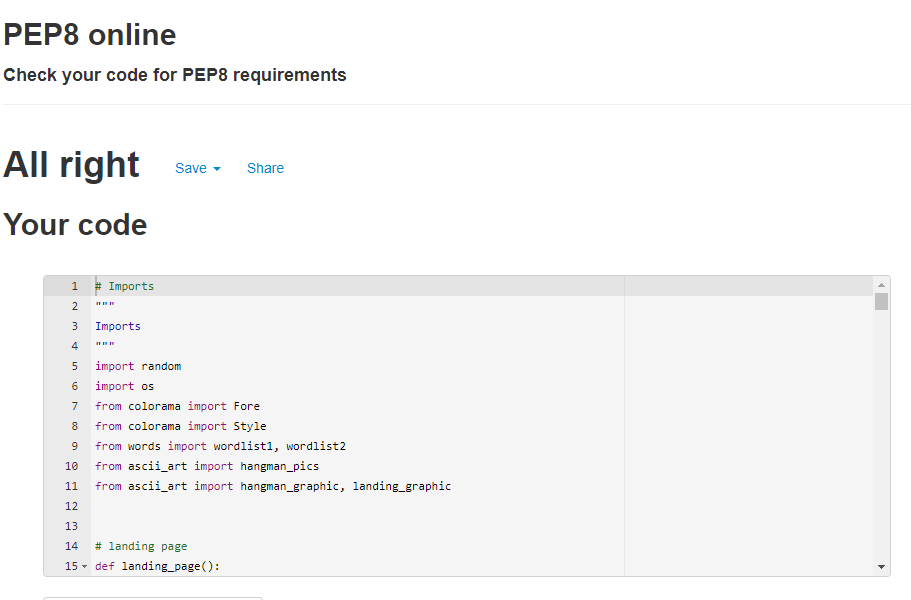 PEP8 online
Check your code for PEP8 requirements
All right Save Share
Your code
1 # Imports
2 """
3 Imports
4 """
5 import random
6 import os
7 from colorama import Fore
8 from colorama import Style
9 from words import wordlist1, wordlist2
10 from ascii_art import hangman_pics
11 from ascii_art import hangman_graphic, landing_graphic
12
13
14 # landing page
15 def landing_page():